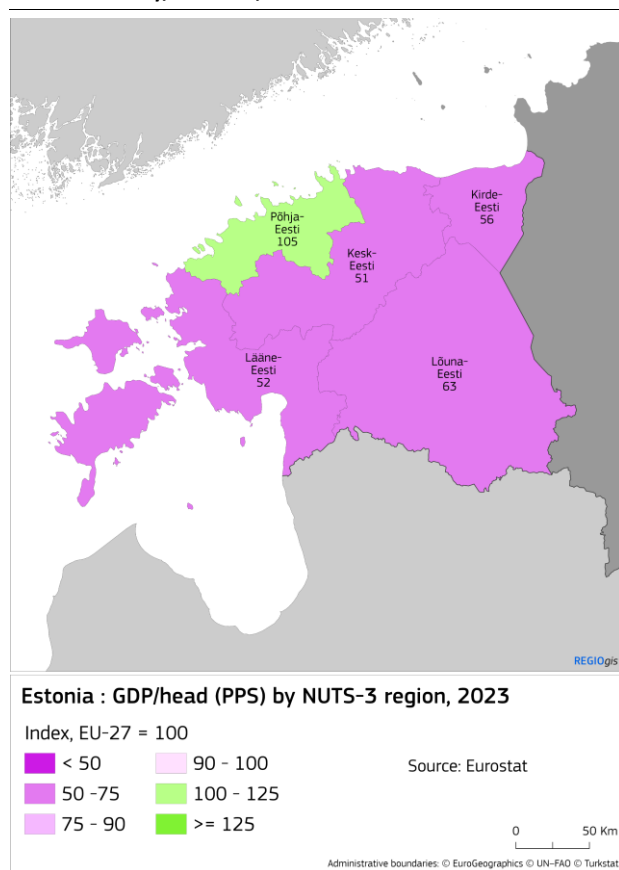 Põhja-
Eesti
105
Kirde-
Eesti
56
Kesk-
Eesti
51
Lääne-
Eesti
52
Lõuna-
Eesti
63
REGIOgis
Estonia : GDP/head (PPS) by NUTS-3 region, 2023
Index, EU-27 = 100
< 50
90 - 100
50 -75
100 - 125
75 - 90
>= 125
Source: Eurostat
0 50 Km
Administrative boundaries: © EuroGeographics © UN-FAO © Turkstat